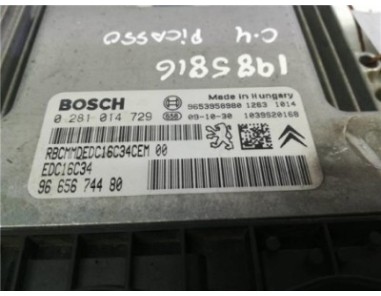 C-4 PiCASSO
1985816
BOSCH
Made in Hungary
9653958980 1283 1014
0 281 014 729
09-10-30 1039S20168
RBCMMQEDC16C34CEM 00
EDC16C34
96 656 744 80